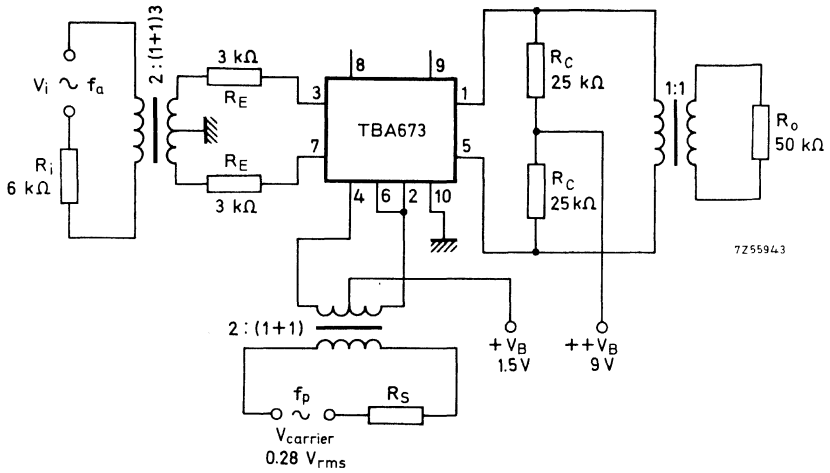 2 : (1+1)3
3 kΩ
RE
Vi ~ fa
Ri
6 kΩ
RE
3 kΩ
8
9
3
7
TBA673
1
5
4
6
2
10
RC
25 kΩ
RC
25 kΩ
1:1
Ro
50 kΩ
7Z55943
2 : (1+1)
+ VB
1.5 V
++VB
9 V
fp
~
RS
Vcarrier
0.28 Vrms